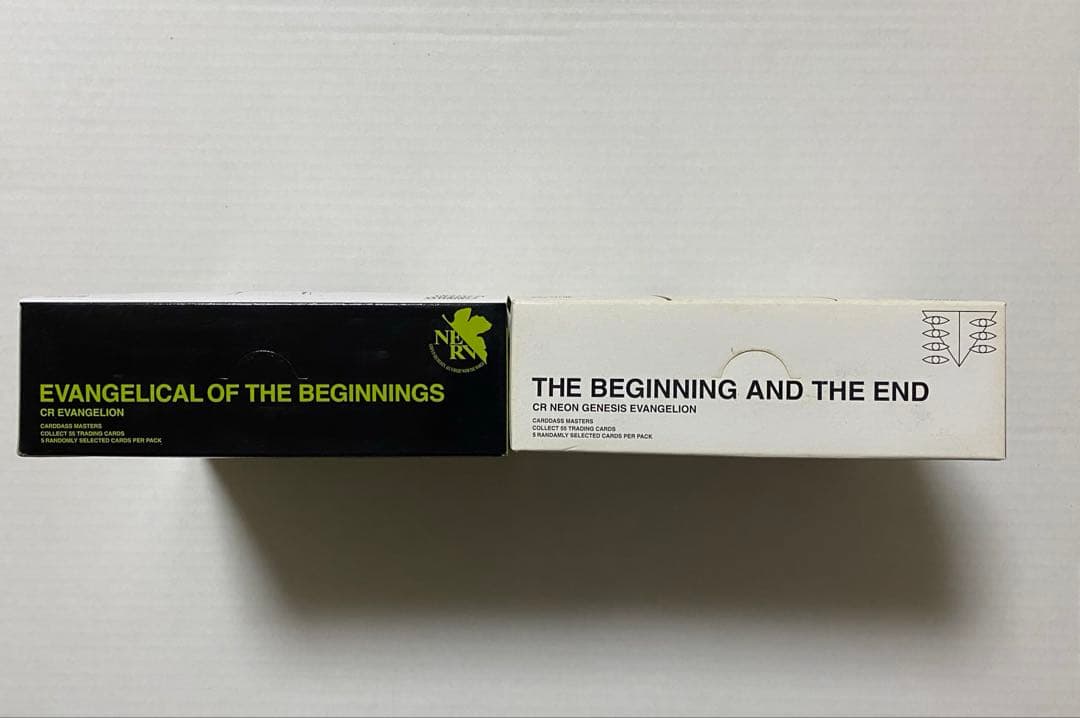 NERV
EVANGELICAL OF THE BEGINNINGS
CR EVANGELION
CARDDASS MASTERS
COLLECT 55 TRADING CARDS
5 RANDOMLY SELECTED CARDS PER PACK
THE BEGINNING AND THE END
CR NEON GENESIS EVANGELION
CARDDASS MASTERS
COLLECT 55 TRADING CARDS
5 RANDAMLY SELECTED CARDS PER PACK